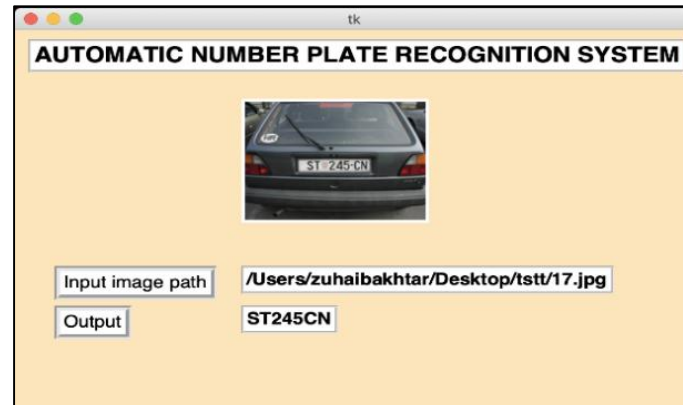 tk
AUTOMATIC NUMBER PLATE RECOGNITION SYSTEM
ST 245-CN
Input image path
/Users/zuhaibakhtar/Desktop/tstt/17.jpg
Output
ST245CN